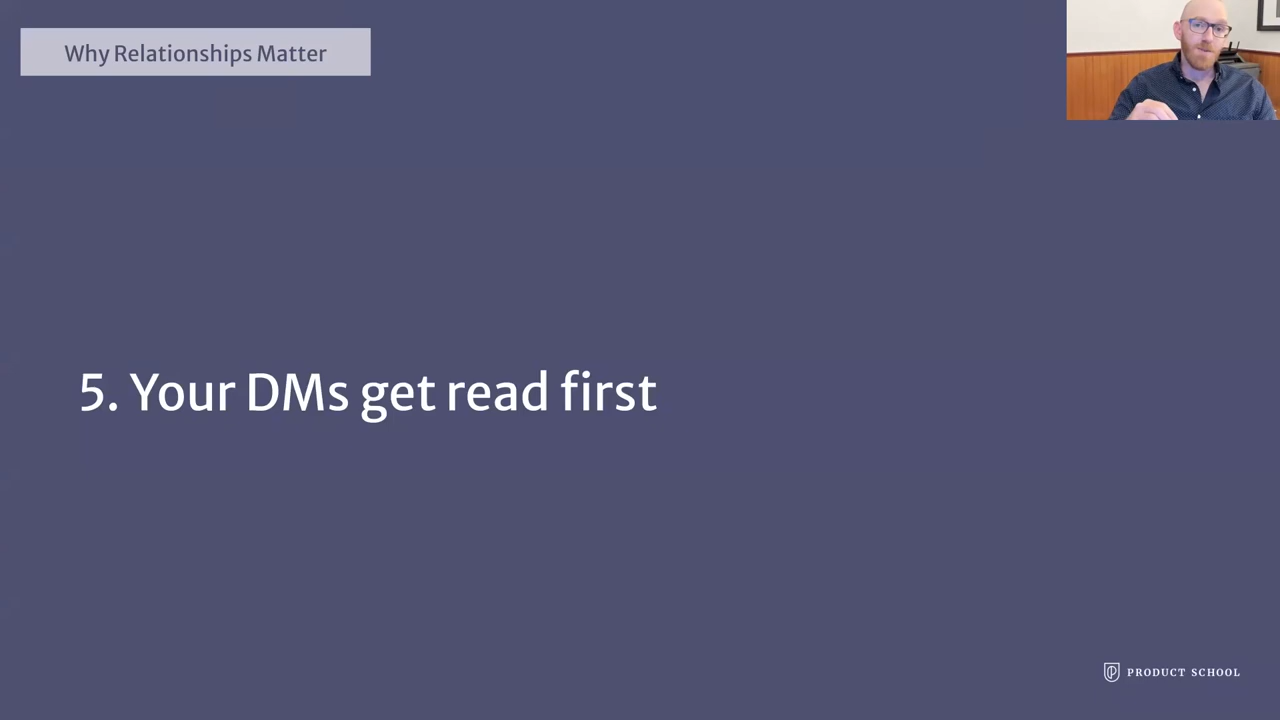 Why Relationships Matter
5. Your DMs get read first
PRODUCT SCHOOL